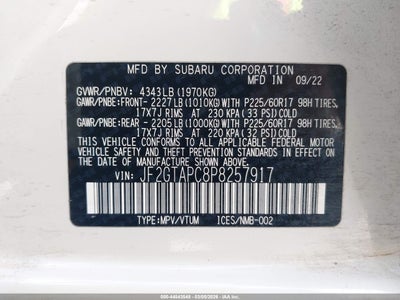 MFD BY SUBARU CORPORATION
IN 09/22
GVWR/PNBV: 4343LB (1970KG)
GAWR/PNBE:FRONT- 2227LB(1010KG)WITH P225/60R17 98H TIRES,
17X7J RIMS AT 230 KPA (33 PSI)COLD
GAWR/PNBE:REAR - 2205LB(1000KG)WITH P225/60R17 98H TIRES,
17X7J RIMS AT 220 KPA (32 PSI)COLD
THIS VEHICLE CONFORMS TO ALL APPLICABLE FEDERAL MOTOR
VEHICLE SAFETY, BUMPER, AND THEFT PREVENTION STANDARDS
IN EFFECT ON THE DATE OF MANUFACTURE SHOWN ABOVE.
VIN: JF2GTAPC8P8257917
TYPE:MPV/VTUM ICES/NMB-002